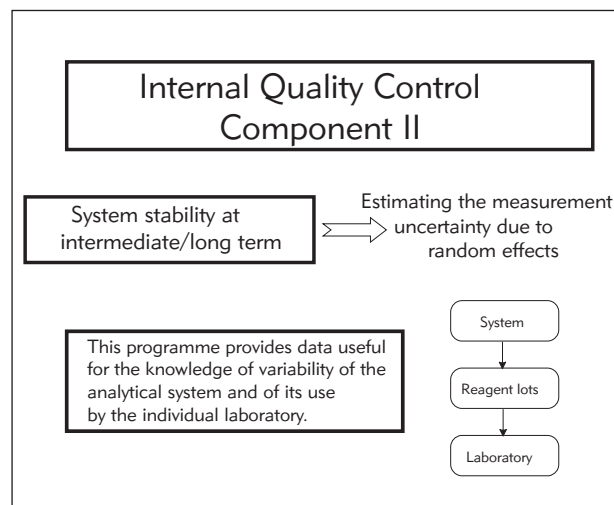 Internal Quality Control
Component II
System stability at
intermediate/long term
Estimating the measurement
uncertainty due to
random effects
This programme provides data useful
for the knowledge of variability of the
analytical system and of its use
by the individual laboratory.
System
Reagent lots
Laboratory